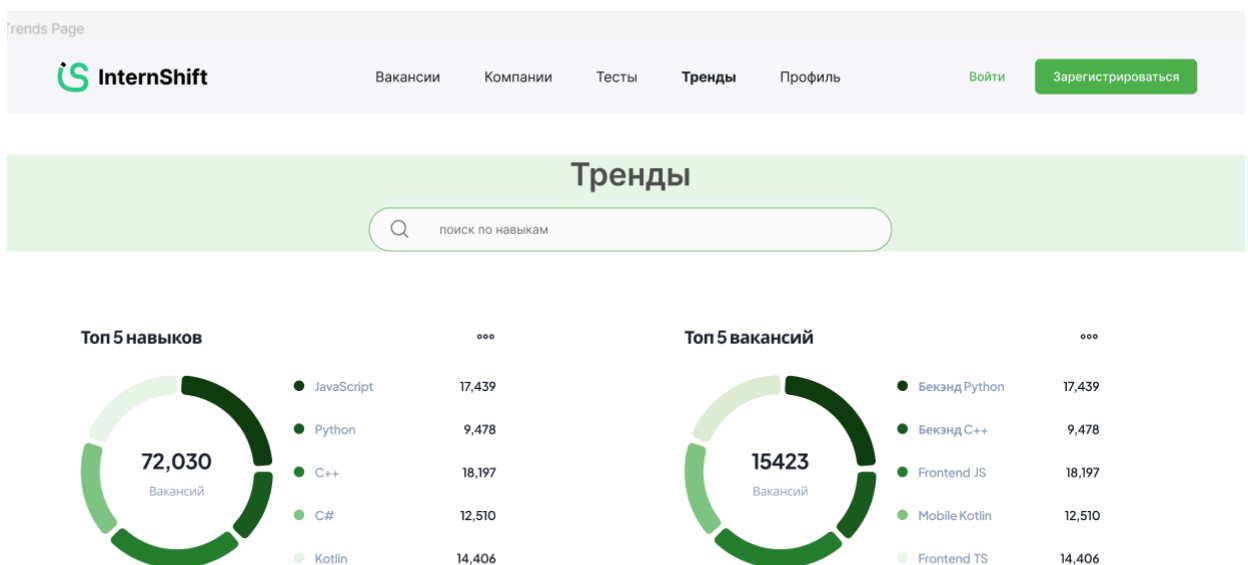 Trends Page
InternShift
Вакансии Компании Тесты Тренды Профиль Войти Зарегистрироваться
Тренды
поиск по навыкам
Топ 5 навыков
72,030
Вакансий
JavaScript 17,439
Python 9,478
C++ 18,197
C# 12,510
Kotlin 14,406
Топ 5 вакансий
15423
Вакансий
Бекэнд Python 17,439
Бекэнд C++ 9,478
Frontend JS 18,197
Mobile Kotlin 12,510
Frontend TS 14,406